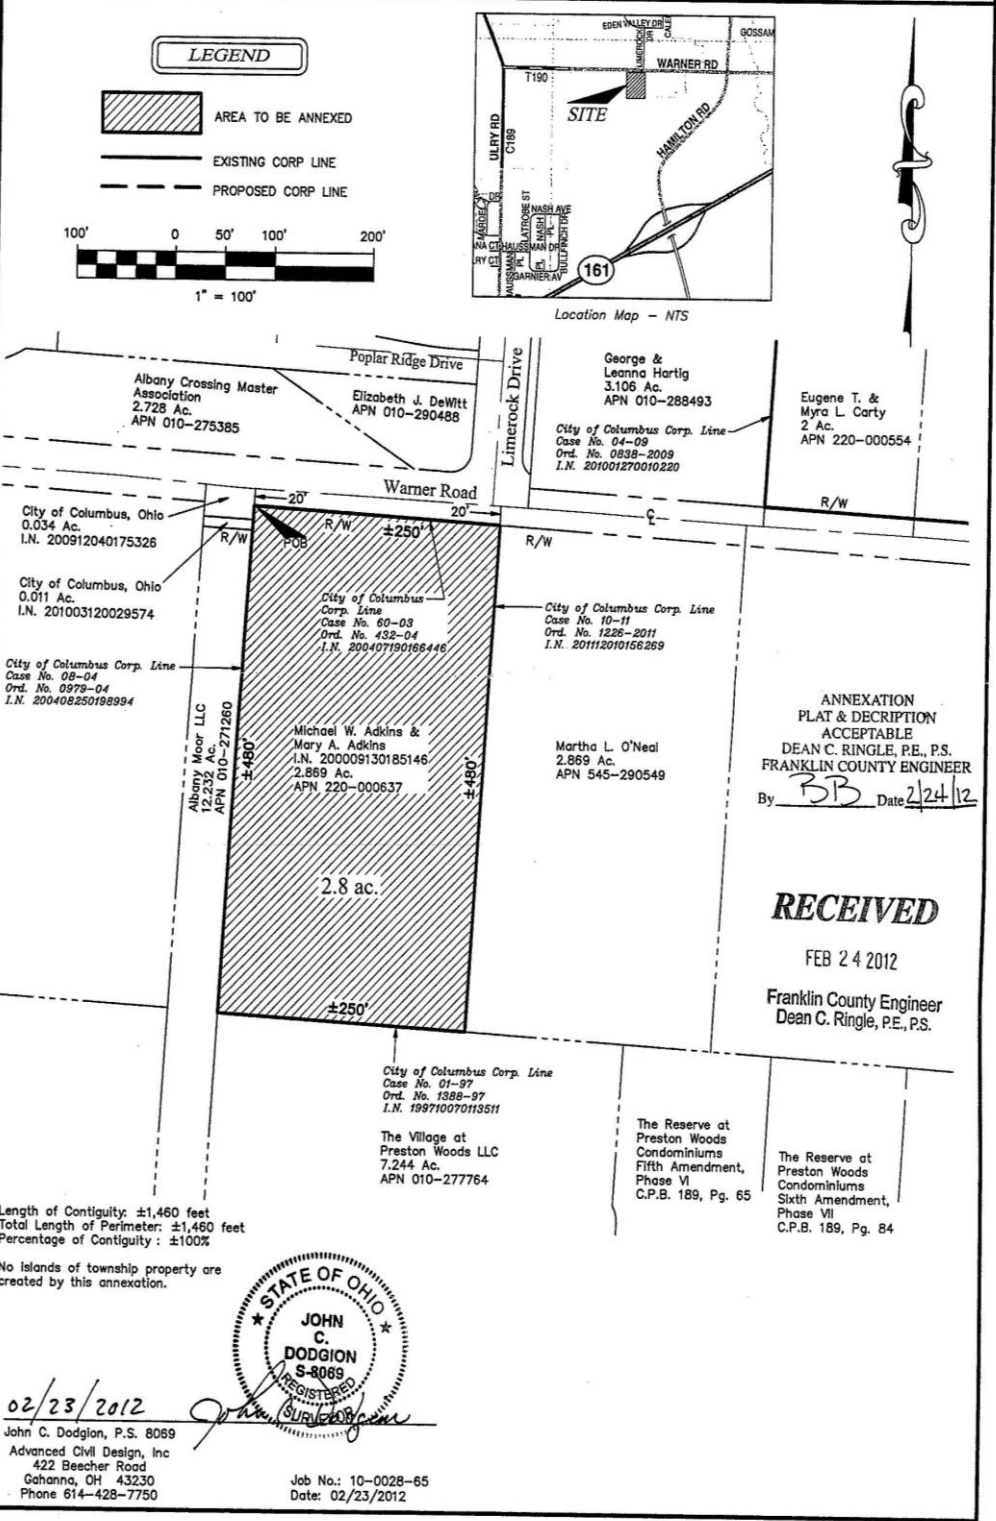 LEGEND
AREA TO BE ANNEXED
EXISTING CORP LINE
PROPOSED CORP LINE
100' 0 50' 100' 200'
1" = 100'
EDEN VALLEY DR
LIMEROCK DR
CALE
GOSSAM
WARNER RD
T190
SITE
ULRY RD
C189
HAMILTON RD
MARDEL
DR
LATROBE ST
NASH AVE
NASH PL
BULLFINCH DR
NA CT
HAUSSMAN DR
RY CT
AUSSMAN PL
PL
GARNIER AV
161
Location Map - NTS
Poplar Ridge Drive
Limerock Drive
Albany Crossing Master
Association
2.728 Ac.
APN 010-275385
Elizabeth J. DeWitt
APN 010-290488
George &
Leanna Hartig
3.106 Ac.
APN 010-288493
City of Columbus Corp. Line
Case No. 04-09
Ord. No. 0838-2009
I.N. 201001270010220
Eugene T. &
Myra L. Carty
2 Ac.
APN 220-000554
R/W
Warner Road
20'
20'
℄
City of Columbus, Ohio
0.034 Ac.
I.N. 200912040175326
R/W
POB
R/W
±250'
R/W
City of Columbus, Ohio
0.011 Ac.
I.N. 201003120029574
City of Columbus
Corp. Line
Case No. 60-03
Ord. No. 432-04
I.N. 200407190166446
City of Columbus Corp. Line
Case No. 10-11
Ord. No. 1226-2011
I.N. 201112010156269
City of Columbus Corp. Line
Case No. 08-04
Ord. No. 0979-04
I.N. 200408250198994
Albany Moor LLC
12.232 Ac.
APN 010-271260
±480'
Michael W. Adkins &
Mary A. Adkins
I.N. 200009130185146
2.869 Ac.
APN 220-000637
±480'
2.8 ac.
±250'
Martha L. O'Neal
2.869 Ac.
APN 545-290549
ANNEXATION
PLAT & DECRIPTION
ACCEPTABLE
DEAN C. RINGLE, P.E., P.S.
FRANKLIN COUNTY ENGINEER
By BB Date 2/24/12
RECEIVED
FEB 24 2012
Franklin County Engineer
Dean C. Ringle, P.E., P.S.
City of Columbus Corp. Line
Case No. 01-97
Ord. No. 1388-97
I.N. 199710070113511
The Village at
Preston Woods LLC
7.244 Ac.
APN 010-277764
The Reserve at
Preston Woods
Condominiums
Fifth Amendment,
Phase VI
C.P.B. 189, Pg. 65
The Reserve at
Preston Woods
Condominiums
Sixth Amendment,
Phase VII
C.P.B. 189, Pg. 84
Length of Contiguity: ±1,460 feet
Total Length of Perimeter: ±1,460 feet
Percentage of Contiguity : ±100%
No islands of township property are
created by this annexation.
STATE OF OHIO
JOHN
C.
DODGION
S-8069
REGISTERED
SURVEYOR
02/23/2012 John C Dodgion
John C. Dodgion, P.S. 8069
Advanced Civil Design, Inc
422 Beecher Road
Gahanna, OH 43230
Phone 614-428-7750
Job No.: 10-0028-65
Date: 02/23/2012